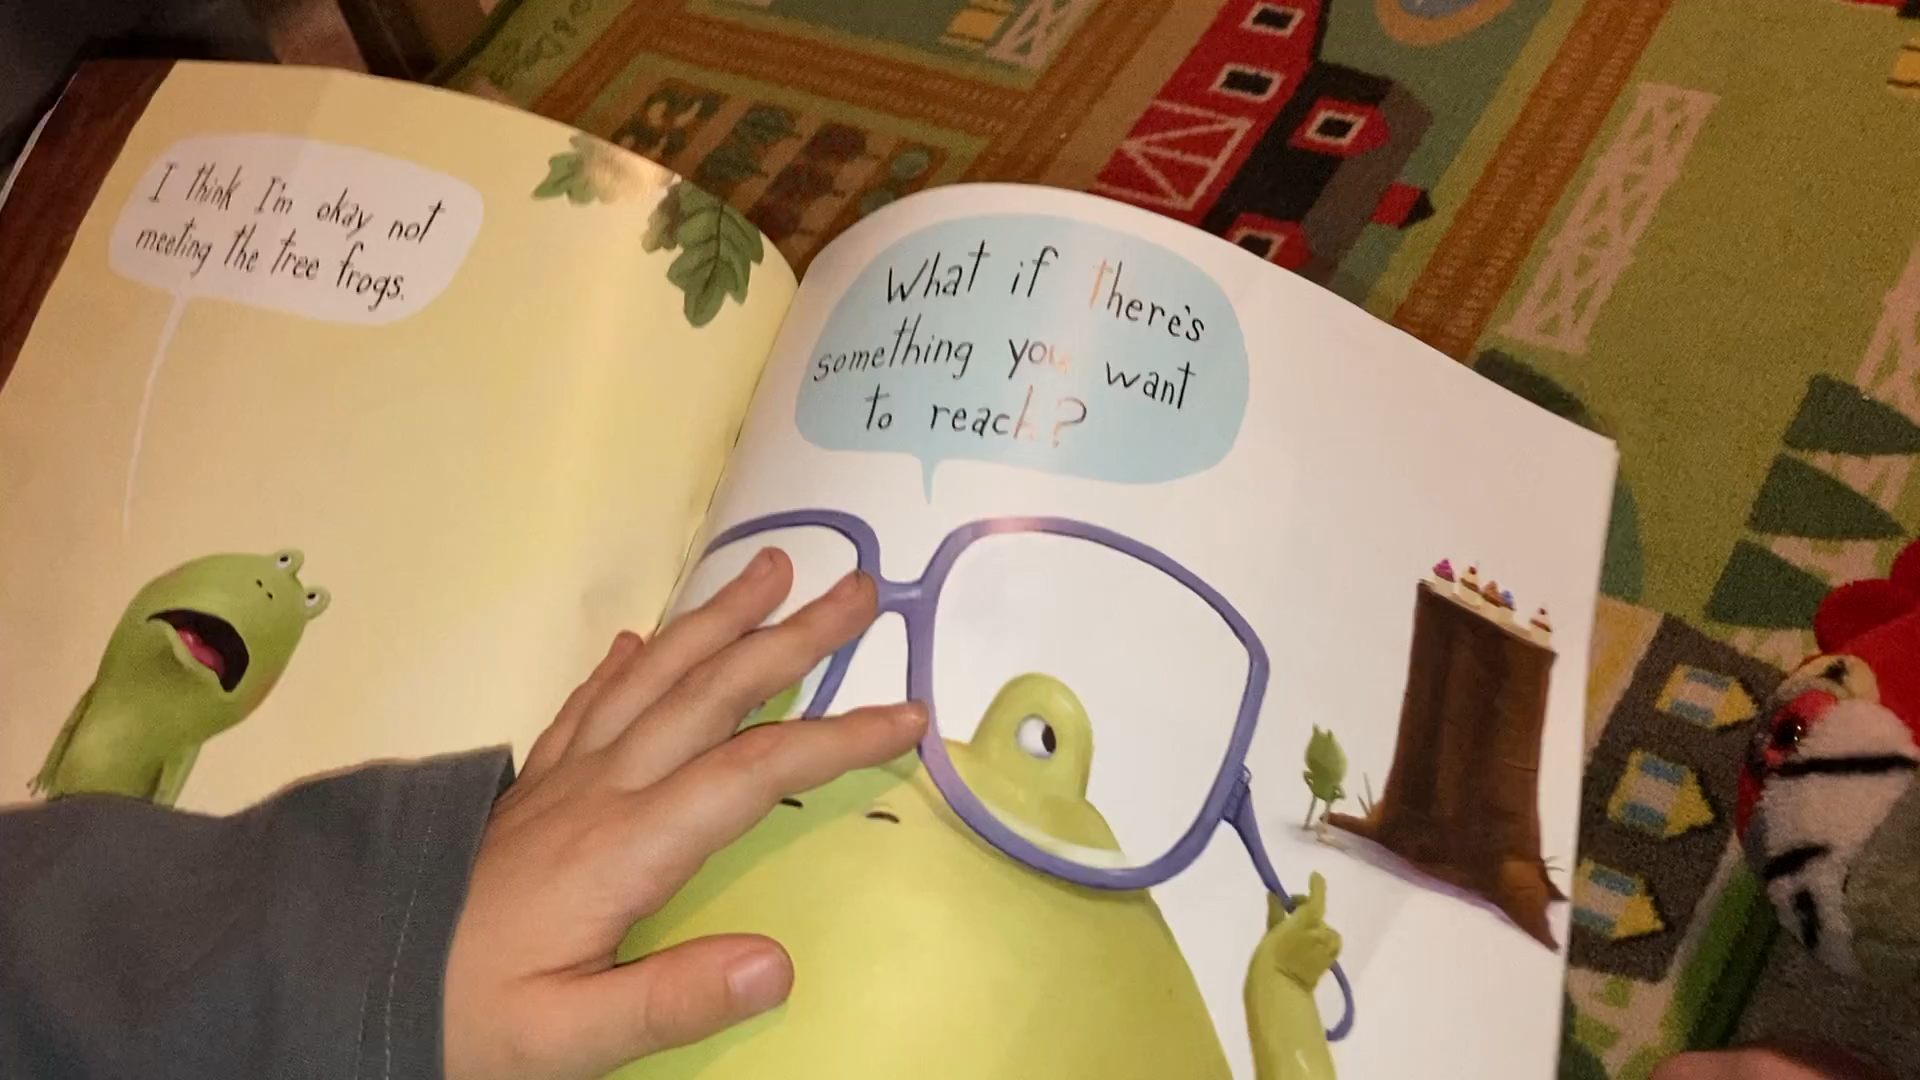 I think I'm okay not
meeting the tree frogs.
What if there's
something you want
to reach?